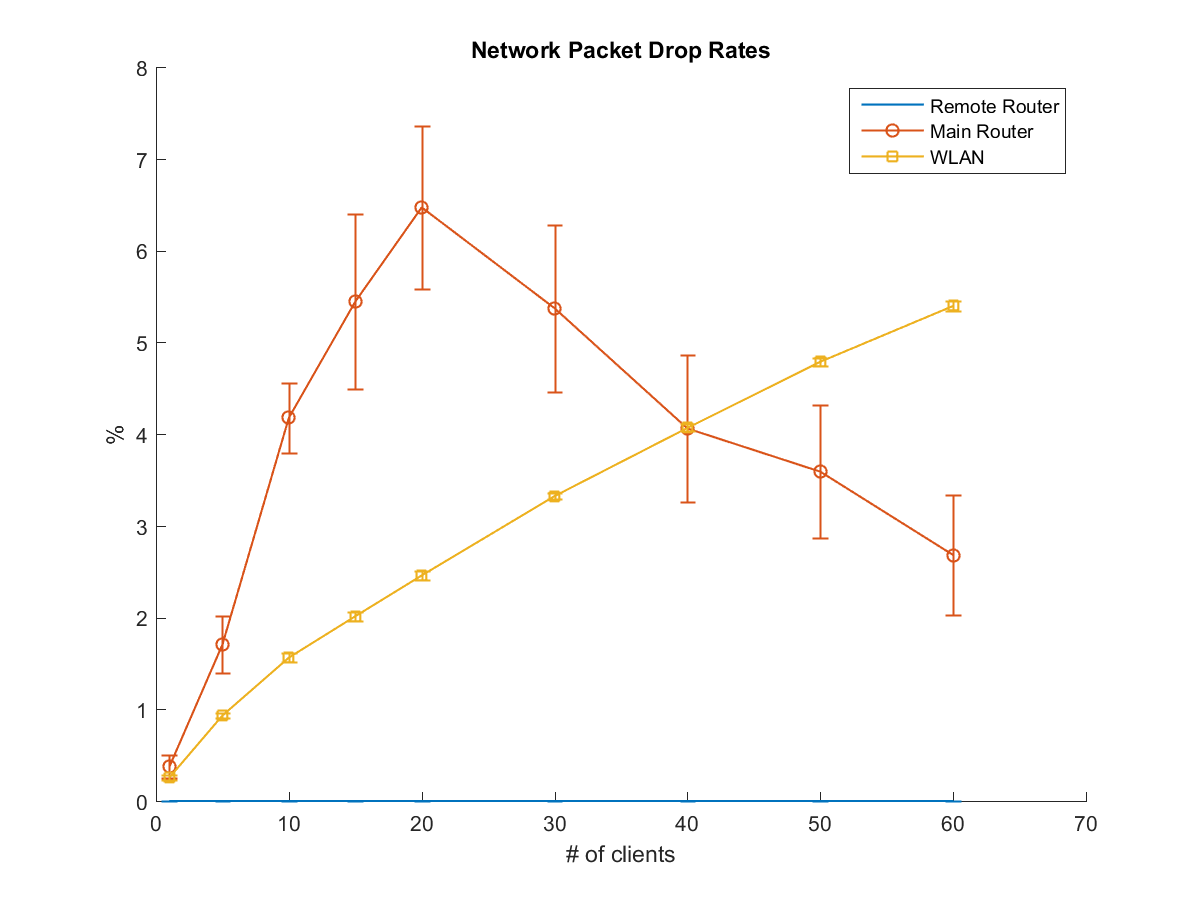 Network Packet Drop Rates
8
7
6
5
4
3
2
1
0
%
Remote Router
Main Router
WLAN
0 10 20 30 40 50 60 70
# of clients